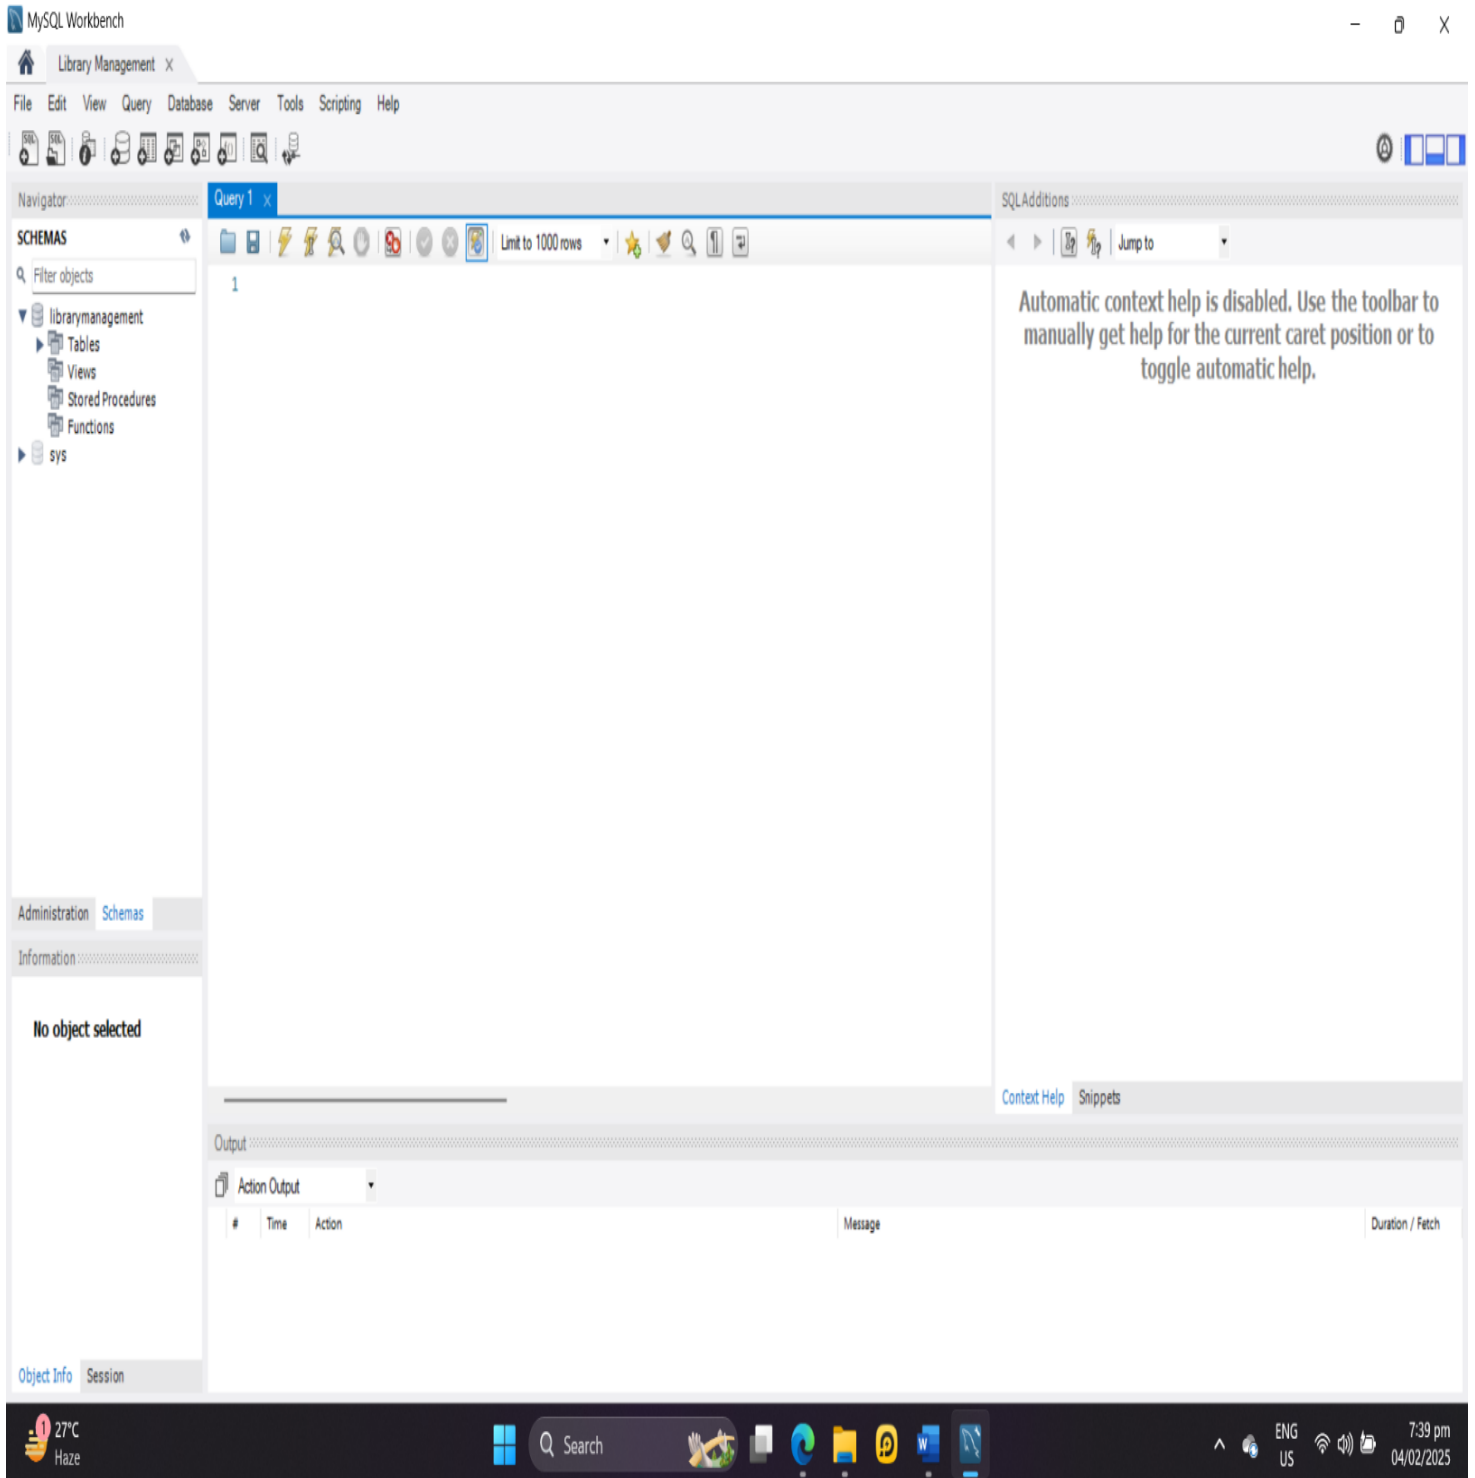 MySQL Workbench
Library Management
File Edit View Query Database Server Tools Scripting Help
Navigator
SCHEMAS
Filter objects
librarymanagement
Tables
Views
Stored Procedures
Functions
sys
Administration Schemas
Information
No object selected
Object Info Session
Query 1
Limit to 1000 rows
1
SQLAdditions
Jump to
Automatic context help is disabled. Use the toolbar to
manually get help for the current caret position or to
toggle automatic help.
Context Help Snippets
Output
Action Output
# Time Action Message Duration / Fetch
1
27°C
Haze
Search
ENG
US
7:39 pm
04/02/2025